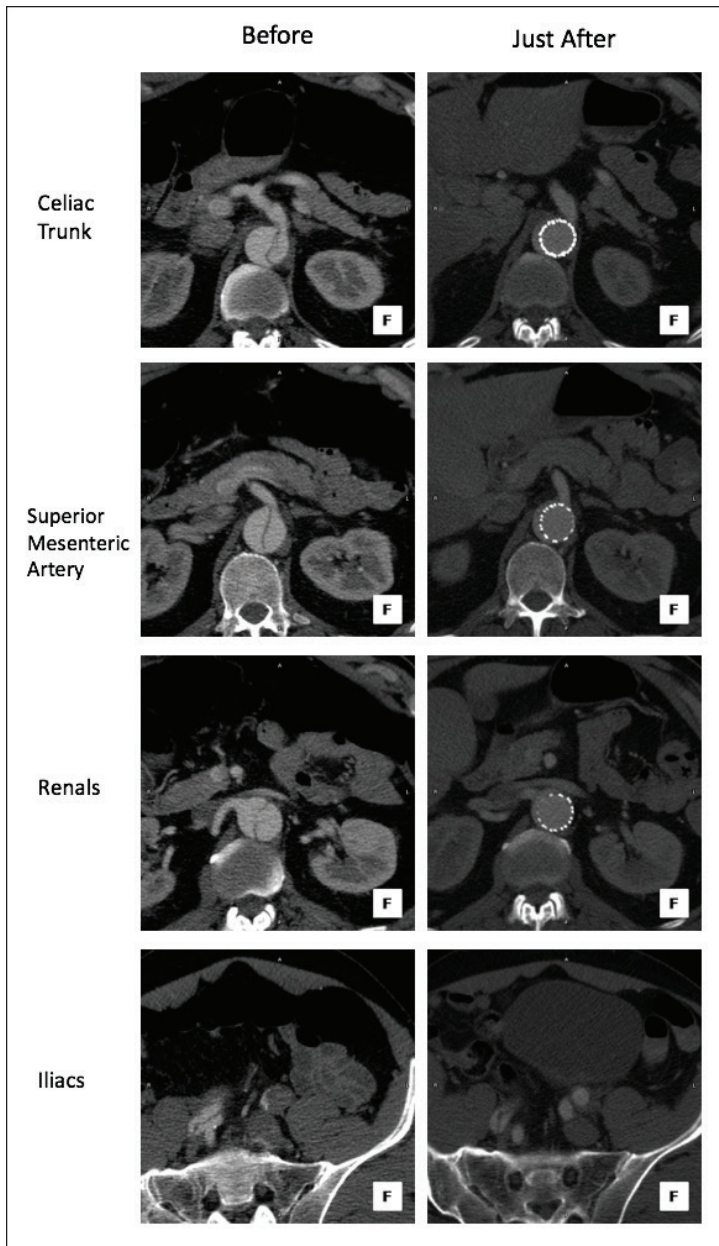 Before
Just After
Celiac
Trunk
F
F
Superior
Mesenteric
Artery
F
F
Renals
F
F
Iliacs
F
F